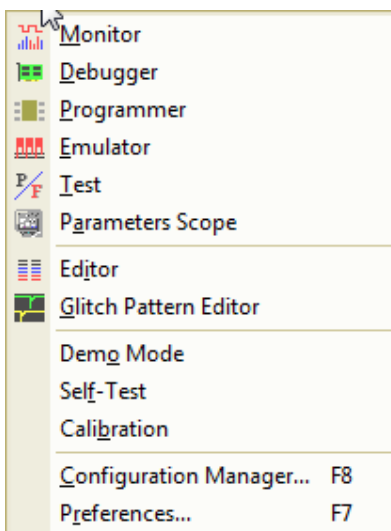 Monitor
Debugger
Programmer
Emulator
P/F Test
Parameters Scope
Editor
Glitch Pattern Editor
Demo Mode
Self-Test
Calibration
Configuration Manager... F8
Preferences... F7